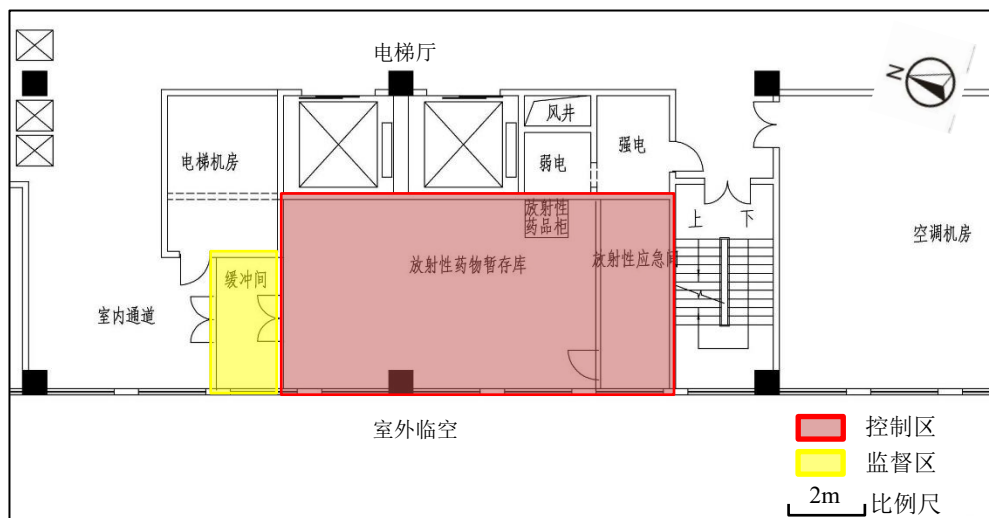 电梯厅
N
风井
强电
弱电
电梯机房
放射性
药品柜
上
下
空调机房
缓冲间
放射性药物暂存库
放射性应急间
室内通道
室外临空
控制区
监督区
2m
比例尺